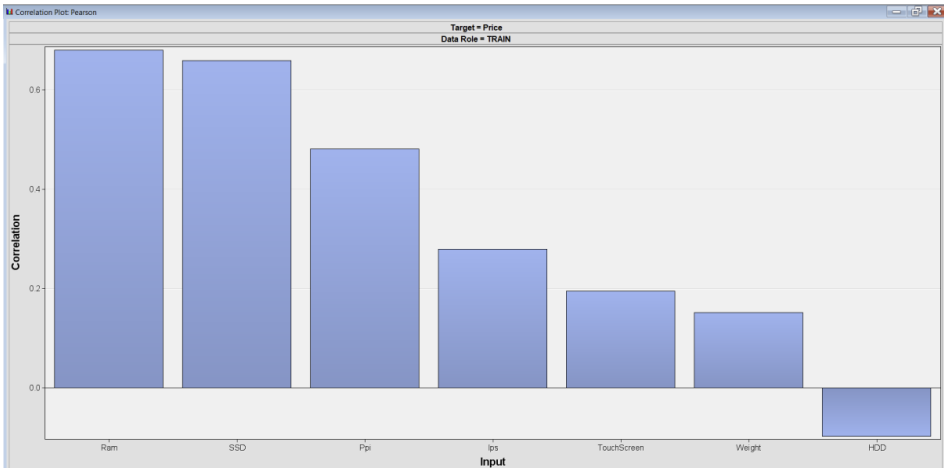 Correlation Plot: Pearson
Target = Price
Data Role = TRAIN
0.6
0.4
0.2
0.0
Correlation
Ram SSD Ppi Ips TouchScreen Weight HDD
Input